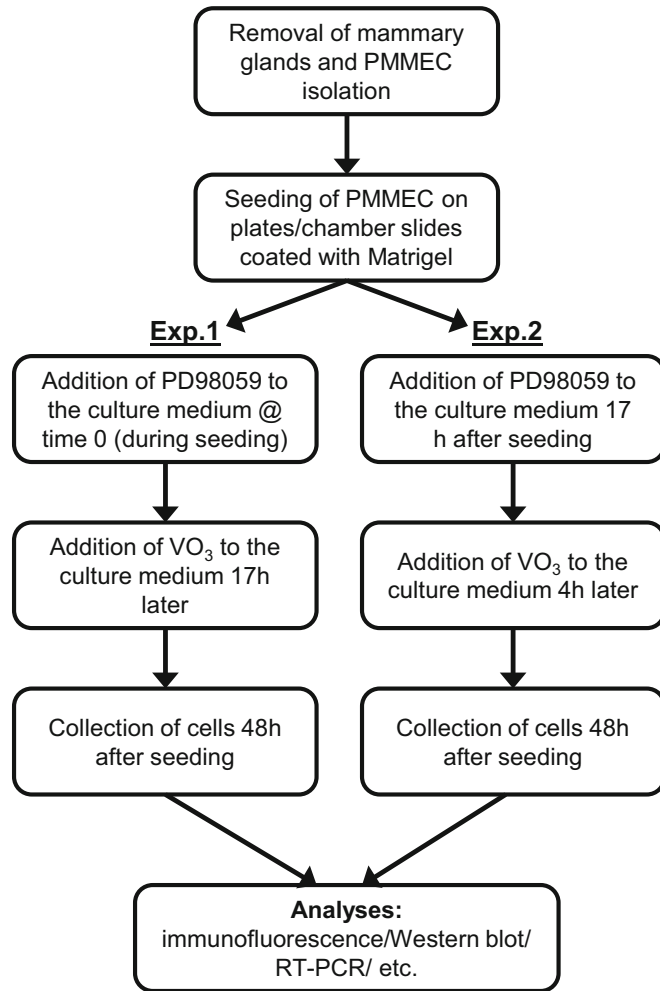 Removal of mammary
glands and PMMEC
isolation
Seeding of PMMEC on
plates/chamber slides
coated with Matrigel
Exp.1
Addition of PD98059 to
the culture medium @
time 0 (during seeding)
Addition of VO₃ to the
culture medium 17h
later
Collection of cells 48h
after seeding
Exp.2
Addition of PD98059 to
the culture medium 17
h after seeding
Addition of VO₃ to the
culture medium 4h later
Collection of cells 48h
after seeding
Analyses:
immunofluorescence/Western blot/
RT-PCR/ etc.